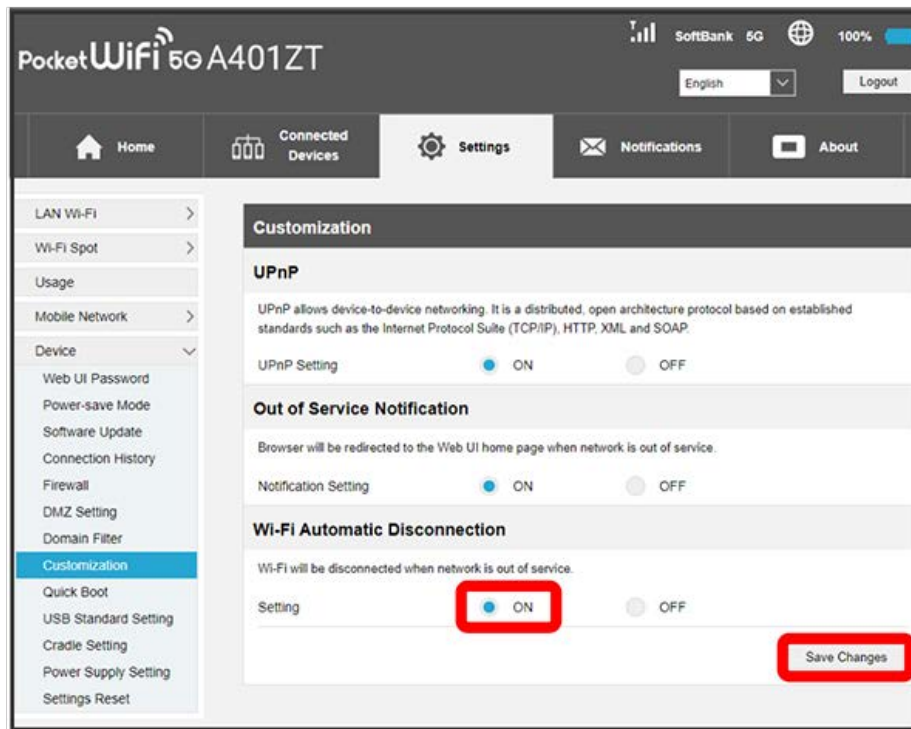 SoftBank 5G 100%
Pocket WiFi 5G A401ZT
English Logout
Home Connected Devices Settings Notifications About
LAN Wi-Fi
Wi-Fi Spot
Usage
Mobile Network
Device
Web UI Password
Power-save Mode
Software Update
Connection History
Firewall
DMZ Setting
Domain Filter
Customization
Quick Boot
USB Standard Setting
Cradle Setting
Power Supply Setting
Settings Reset
Customization
UPnP
UPnP allows device-to-device networking. It is a distributed, open architecture protocol based on established
standards such as the Internet Protocol Suite (TCP/IP), HTTP, XML and SOAP.
UPnP Setting ON OFF
Out of Service Notification
Browser will be redirected to the Web UI home page when network is out of service.
Notification Setting ON OFF
Wi-Fi Automatic Disconnection
Wi-Fi will be disconnected when network is out of service.
Setting ON OFF
Save Changes